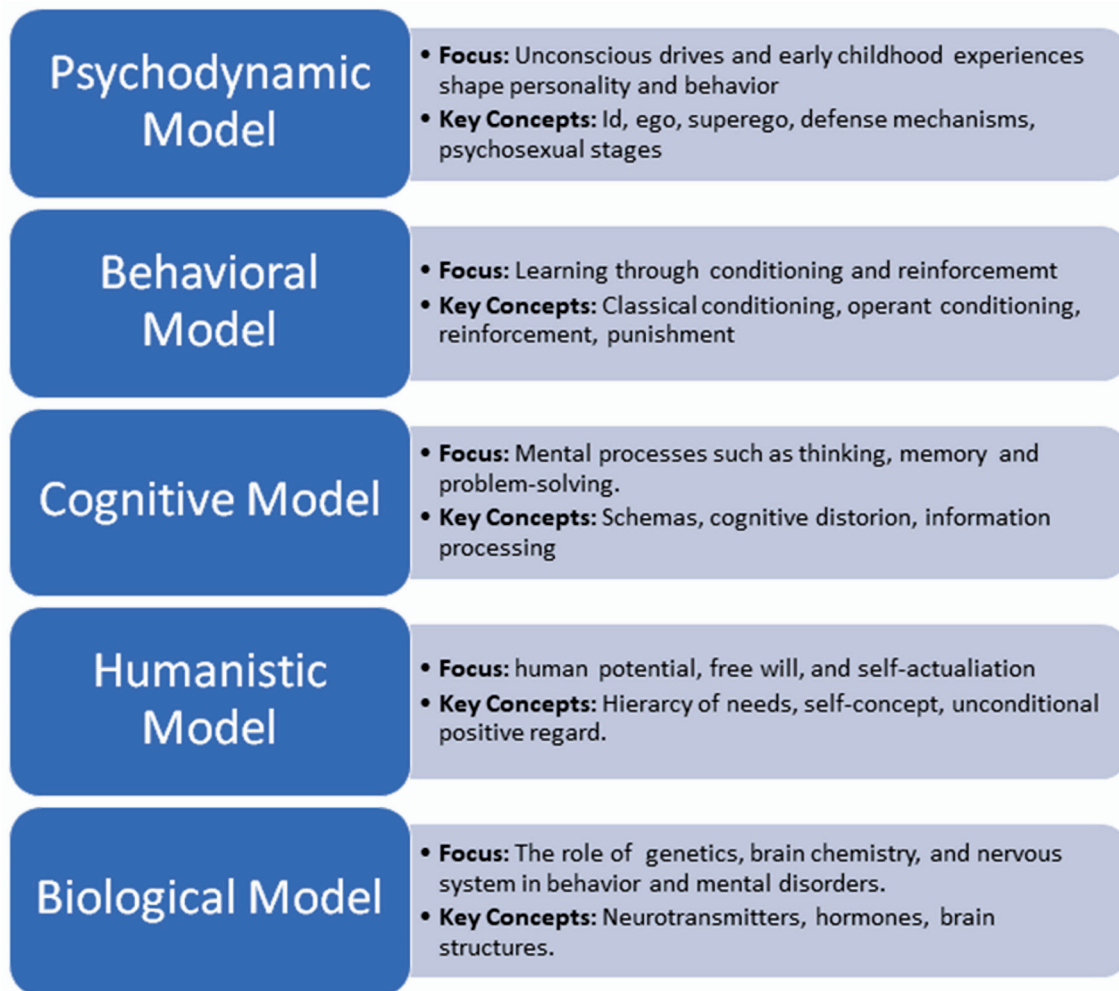 Psychodynamic
Model
• Focus: Unconscious drives and early childhood experiences
shape personality and behavior
• Key Concepts: Id, ego, superego, defense mechanisms,
psychosexual stages
Behavioral
Model
• Focus: Learning through conditioning and reinforcememt
• Key Concepts: Classical conditioning, operant conditioning,
reinforcement, punishment
Cognitive Model
• Focus: Mental processes such as thinking, memory and
problem-solving.
• Key Concepts: Schemas, cognitive distorion, information
processing
Humanistic
Model
• Focus: human potential, free will, and self-actualiation
• Key Concepts: Hierarcy of needs, self-concept, unconditional
positive regard.
Biological Model
• Focus: The role of genetics, brain chemistry, and nervous
system in behavior and mental disorders.
• Key Concepts: Neurotransmitters, hormones, brain
structures.